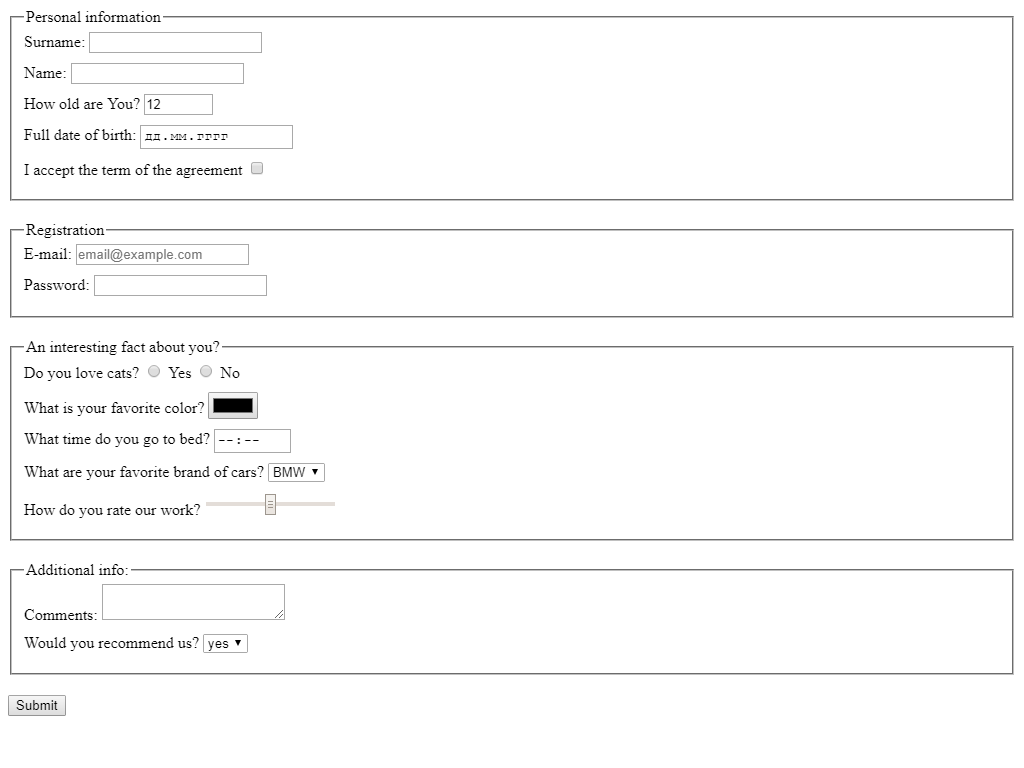 Personal information
Surname:
Name:
How old are You? 12
Full date of birth: дд.мм.гггг
I accept the term of the agreement
Registration
E-mail: email@example.com
Password:
An interesting fact about you?
Do you love cats? Yes No
What is your favorite color?
What time do you go to bed? --:--
What are your favorite brand of cars? BMW
How do you rate our work?
Additional info:
Comments:
Would you recommend us? yes
Submit